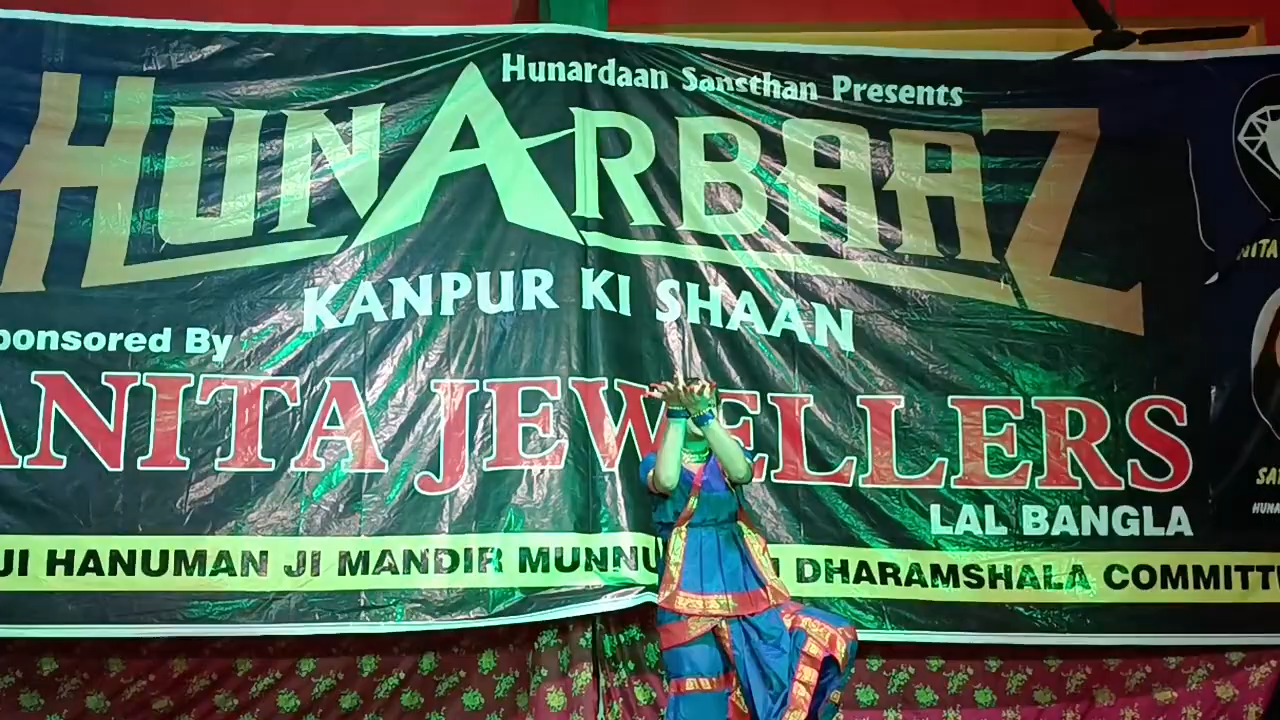 Hunardaan Sansthan Presents
HUNARBAAZ
KANPUR KI SHAAN
ponsored By
ANITA JEWELLERS
LAL BANGLA
JI HANUMAN JI MANDIR MUNNU DHARAMSHALA